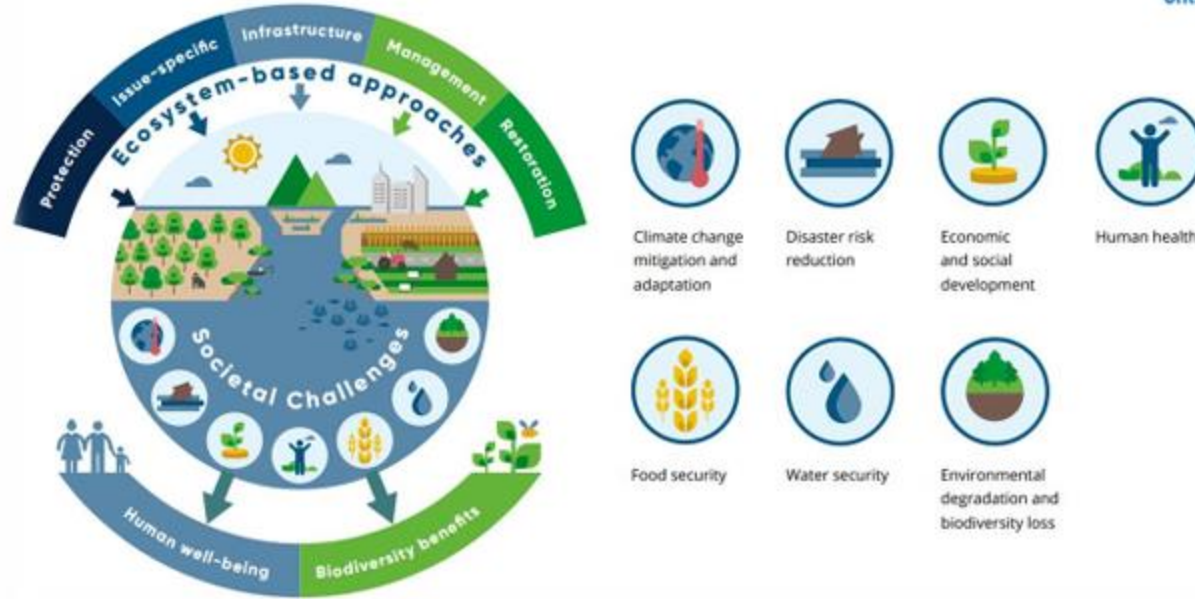 Protection
Issue-specific
Infrastructure
Management
Restoration
Ecosystem-based approaches
Societal Challenges
Human well-being
Biodiversity benefits
Climate change
mitigation and
adaptation
Disaster risk
reduction
Economic
and social
development
Human health
Food security
Water security
Environmental
degradation and
biodiversity loss